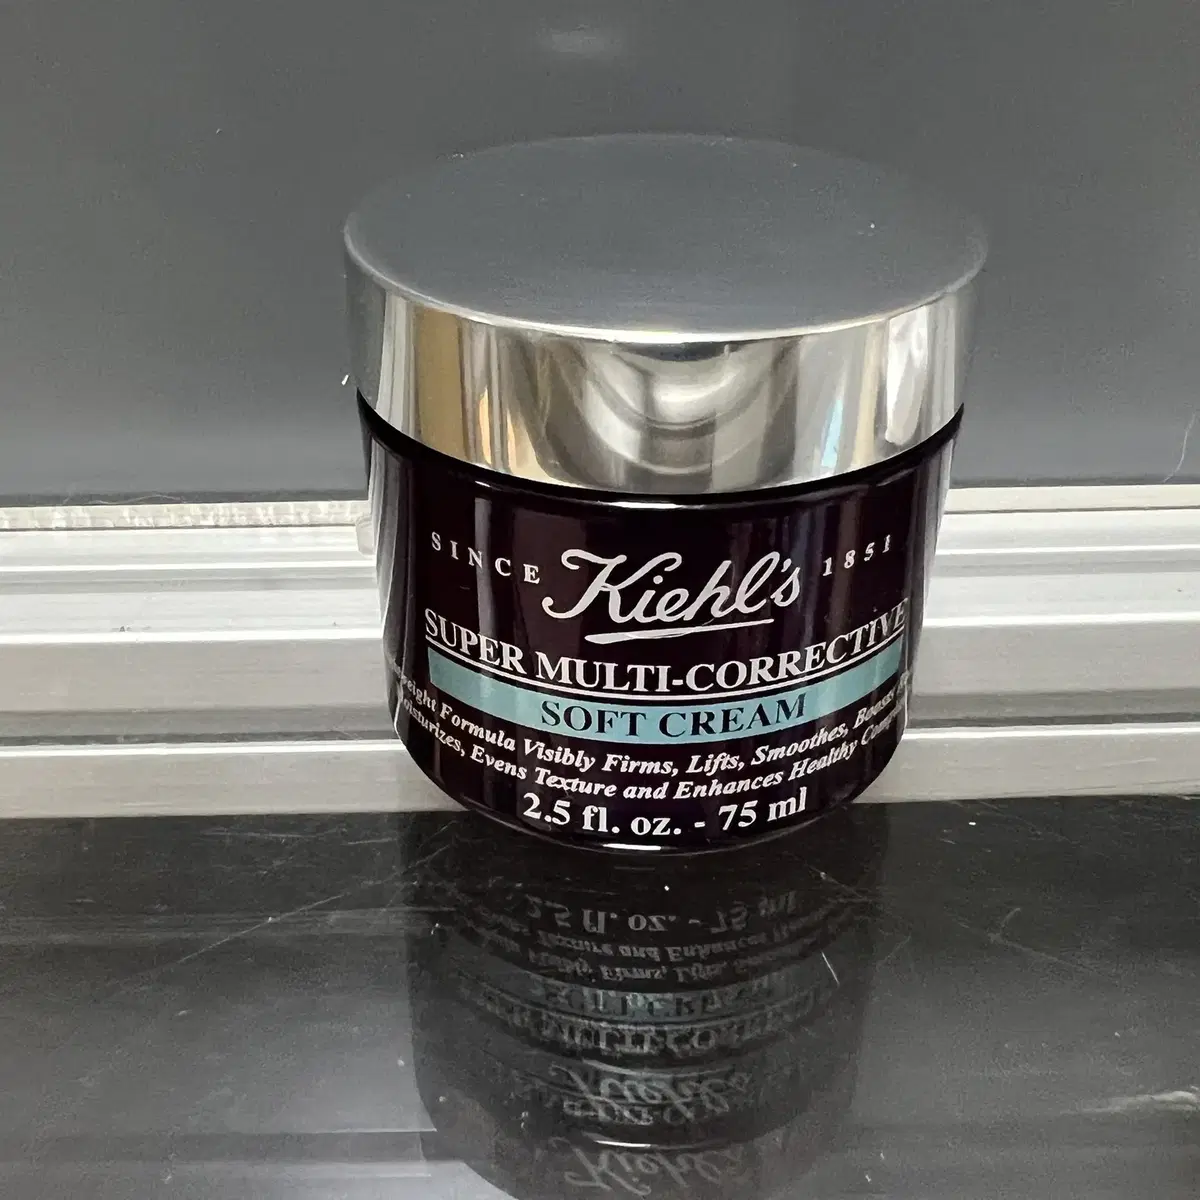 SINCE Kiehl's 1851
SUPER MULTI-CORRECTIVE
SOFT CREAM
Formula Visibly Firms, Lifts, Smoothes,
Evens Texture and Enhances Healthy
2.5 fl. oz. - 75 ml